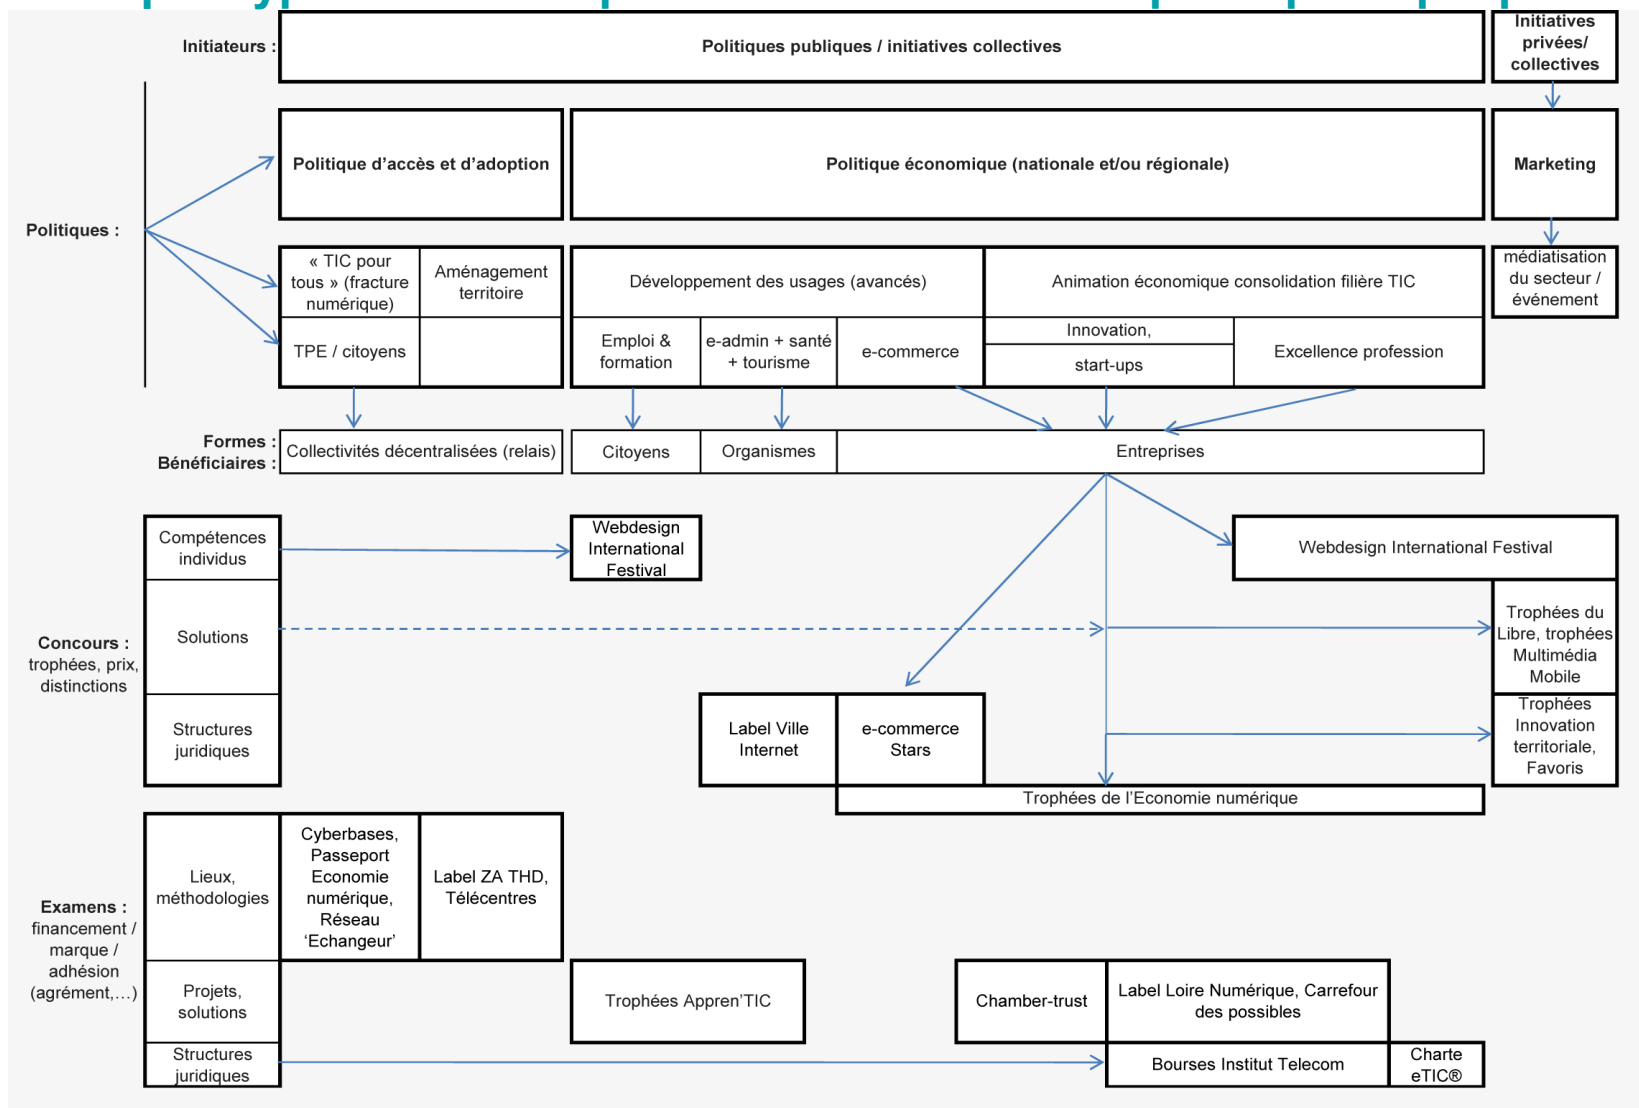 Initiateurs :
Politiques publiques / initiatives collectives
Initiatives
privées/
collectives
Politiques :
Politique d’accès et d’adoption
Politique économique (nationale et/ou régionale)
Marketing
« TIC pour
tous » (fracture
numérique)
Aménagement
territoire
Développement des usages (avancés)
Animation économique consolidation filière TIC
médiatisation
du secteur /
événement
TPE / citoyens
Emploi &
formation
e-admin + santé
+ tourisme
e-commerce
Innovation,
start-ups
Excellence profession
Formes :
Bénéficiaires :
Collectivités décentralisées (relais)
Citoyens
Organismes
Entreprises
Concours :
trophées, prix,
distinctions
Compétences
individus
Webdesign
International
Festival
Webdesign International Festival
Solutions
Trophées du
Libre, trophées
Multimédia
Mobile
Structures
juridiques
Label Ville
Internet
e-commerce
Stars
Trophées
Innovation
territoriale,
Favoris
Trophées de l’Economie numérique
Examens :
financement /
marque /
adhésion
(agrément,…)
Lieux,
méthodologies
Cyberbases,
Passeport
Economie
numérique,
Réseau
‘Echangeur’
Label ZA THD,
Télécentres
Projets,
solutions
Trophées Appren’TIC
Chamber-trust
Label Loire Numérique, Carrefour
des possibles
Structures
juridiques
Bourses Institut Telecom
Charte
eTIC®